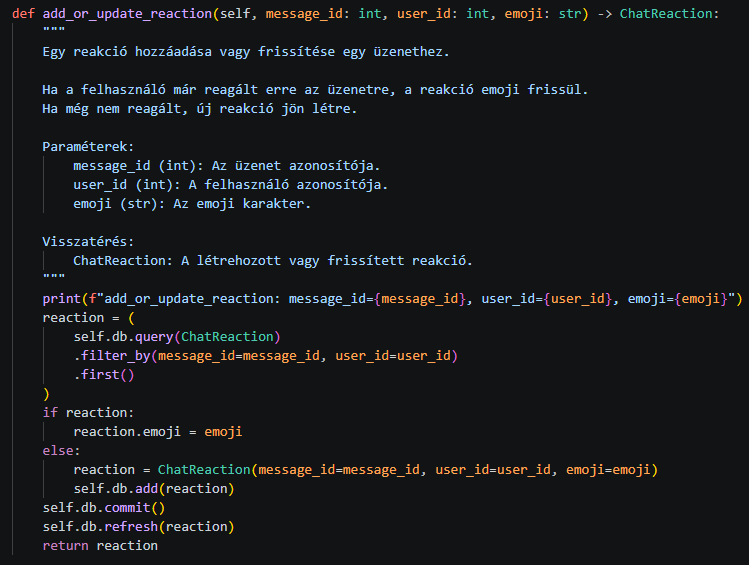 def add_or_update_reaction(self, message_id: int, user_id: int, emoji: str) -> ChatReaction:
    """
    Egy reakció hozzáadása vagy frissítése egy üzenethez.

    Ha a felhasználó már reagált erre az üzenetre, a reakció emoji frissül.
    Ha még nem reagált, új reakció jön létre.

    Paraméterek:
        message_id (int): Az üzenet azonosítója.
        user_id (int): A felhasználó azonosítója.
        emoji (str): Az emoji karakter.

    Visszatérés:
        ChatReaction: A létrehozott vagy frissített reakció.
    """
    print(f"add_or_update_reaction: message_id={message_id}, user_id={user_id}, emoji={emoji}")
    reaction = (
        self.db.query(ChatReaction)
        .filter_by(message_id=message_id, user_id=user_id)
        .first()
    )
    if reaction:
        reaction.emoji = emoji
    else:
        reaction = ChatReaction(message_id=message_id, user_id=user_id, emoji=emoji)
        self.db.add(reaction)
    self.db.commit()
    self.db.refresh(reaction)
    return reaction